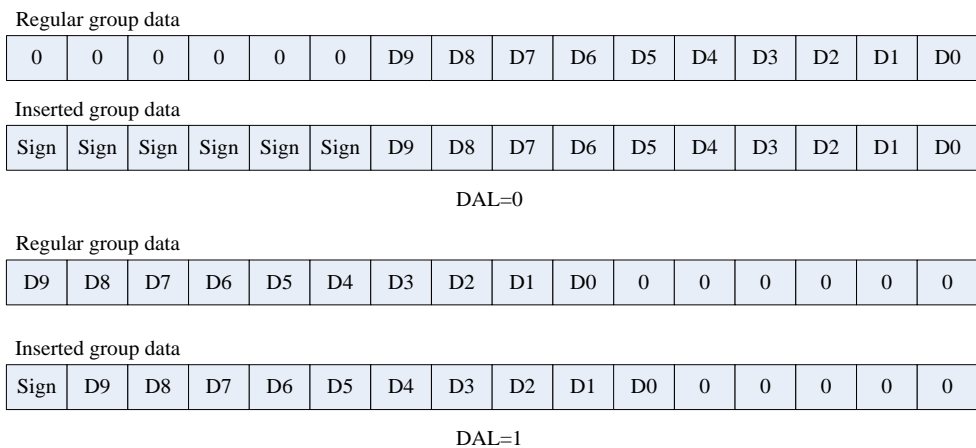 Regular group data
0 0 0 0 0 0 D9 D8 D7 D6 D5 D4 D3 D2 D1 D0
Inserted group data
Sign Sign Sign Sign Sign Sign D9 D8 D7 D6 D5 D4 D3 D2 D1 D0
DAL=0
Regular group data
D9 D8 D7 D6 D5 D4 D3 D2 D1 D0 0 0 0 0 0 0
Inserted group data
Sign D9 D8 D7 D6 D5 D4 D3 D2 D1 D0 0 0 0 0 0
DAL=1